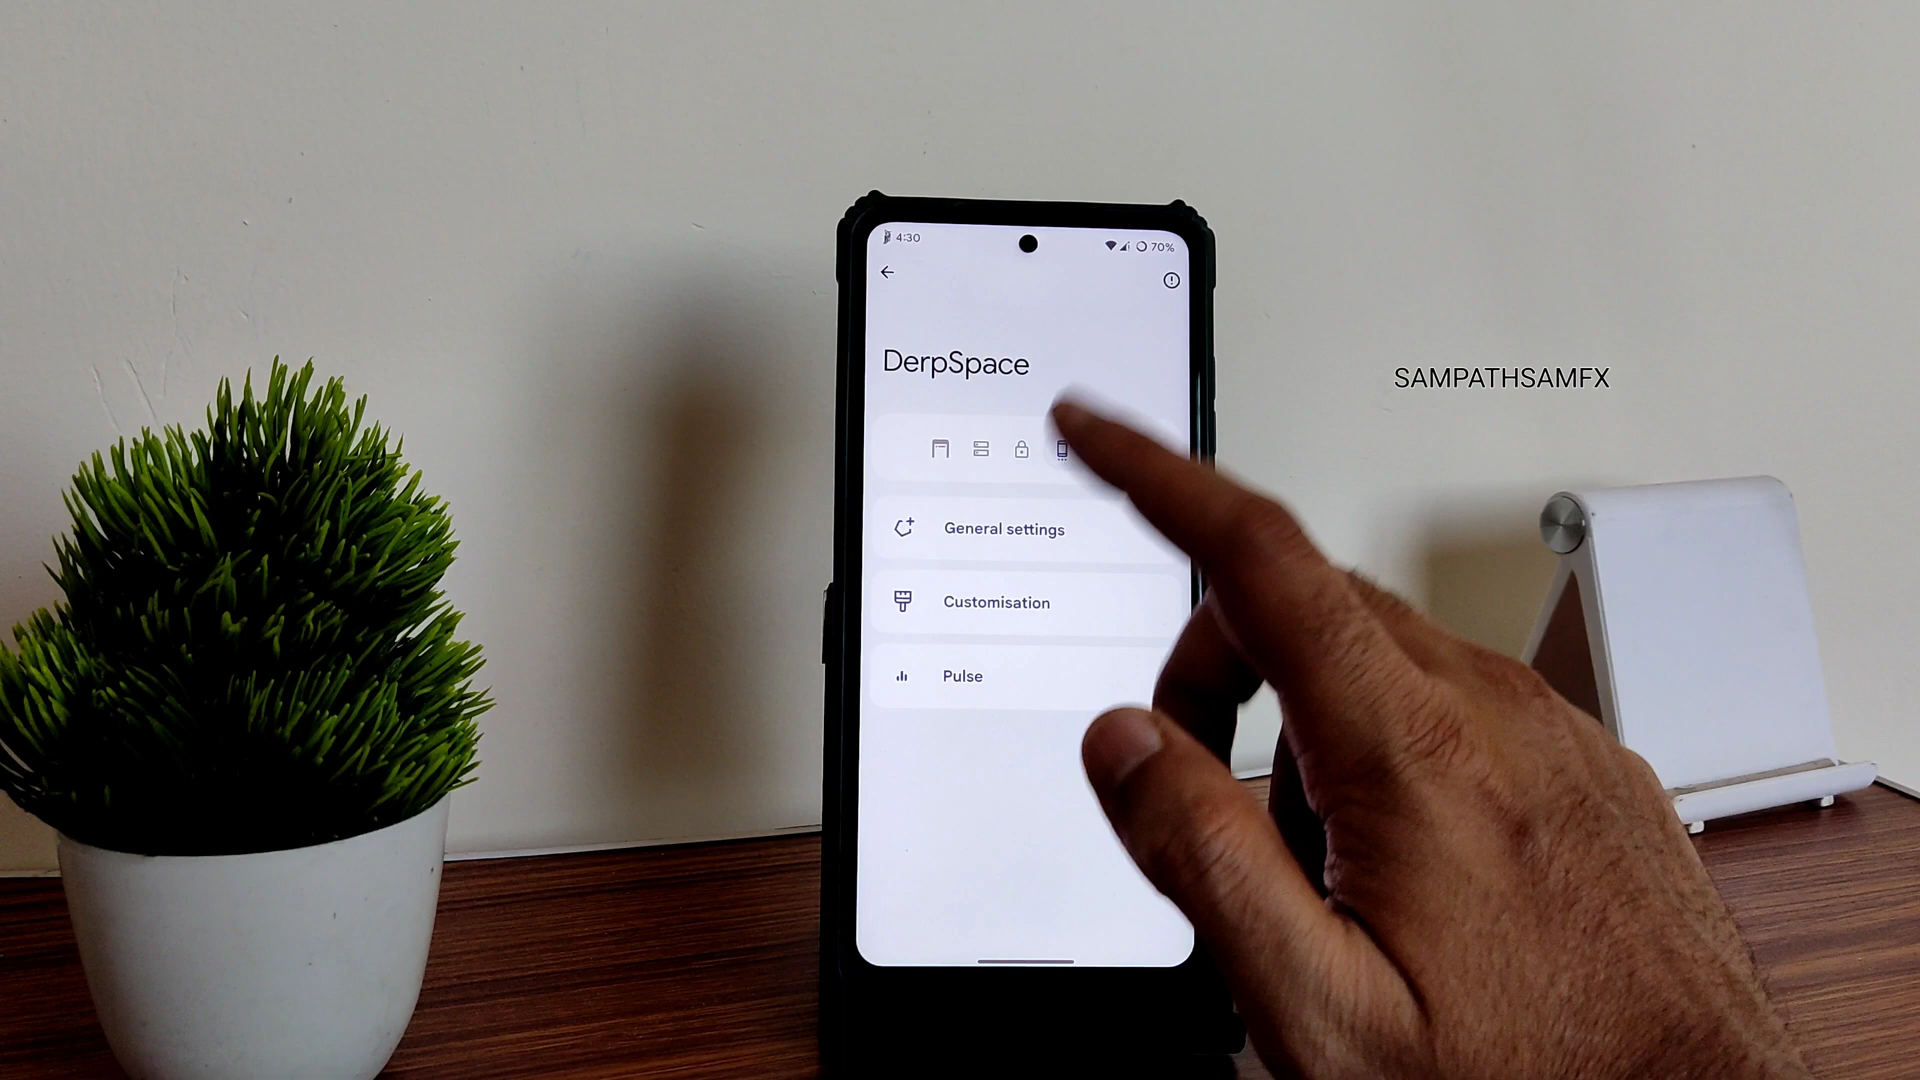 4:30
70%
DerpSpace
SAMPATHSAMFX
General settings
Customisation
Pulse